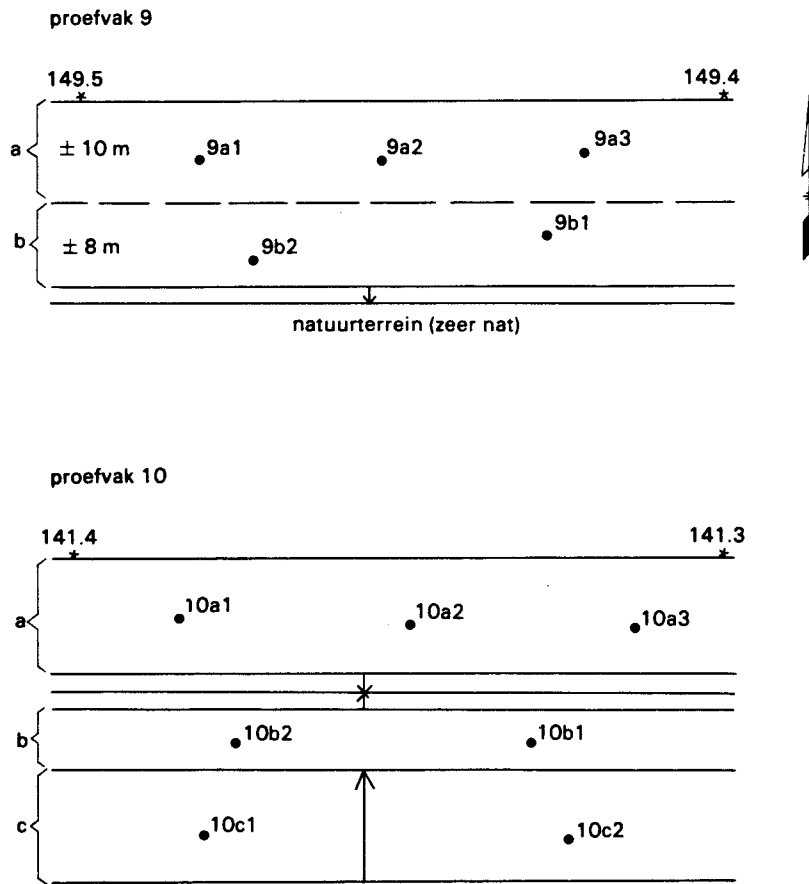 proefvak 9
149.5 149.4
* *
a ± 10 m 9a1 9a2 9a3
b ± 8 m 9b2 9b1
natuurterrein (zeer nat)
proefvak 10
141.4 141.3
* *
a 10a1 10a2 10a3
b 10b2 10b1
c 10c1 10c2